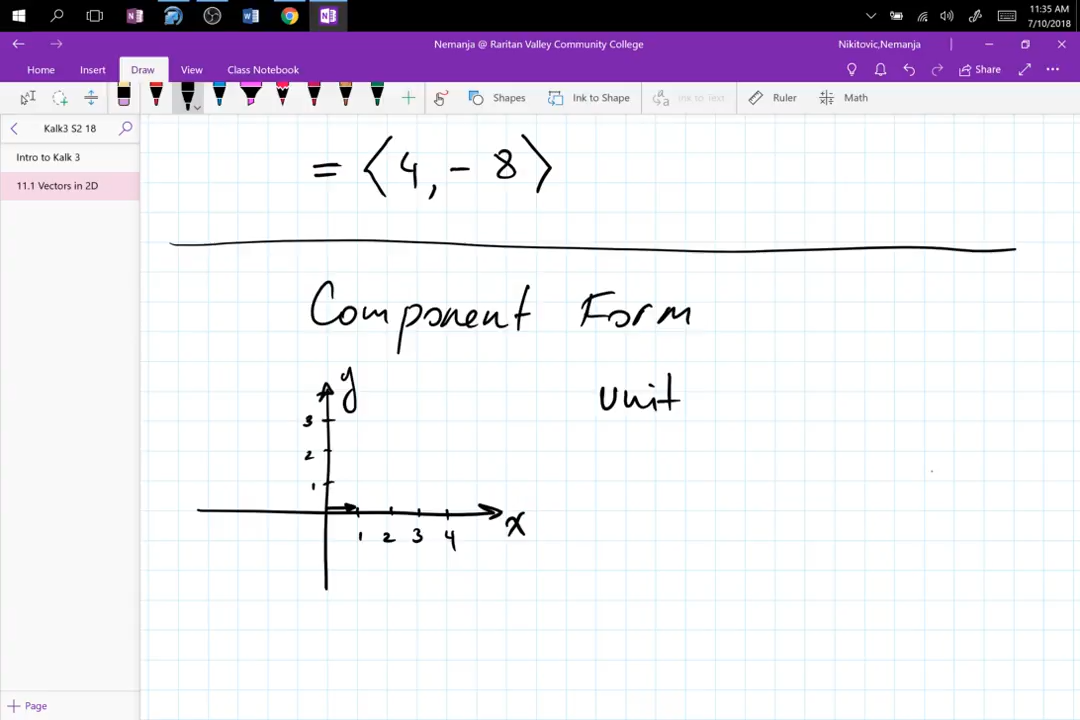 11:35 AM
7/10/2018
Nemanja @ Raritan Valley Community College
Nikitovic,Nemanja
Home Insert Draw View Class Notebook
Share
Shapes Ink to Shape Ink to Text Ruler Math
Kalk3 S2 18
Intro to Kalk 3
11.1 Vectors in 2D
= ⟨4, - 8⟩
Component Form
y
unit
3
2
1
x
1 2 3 4
Page